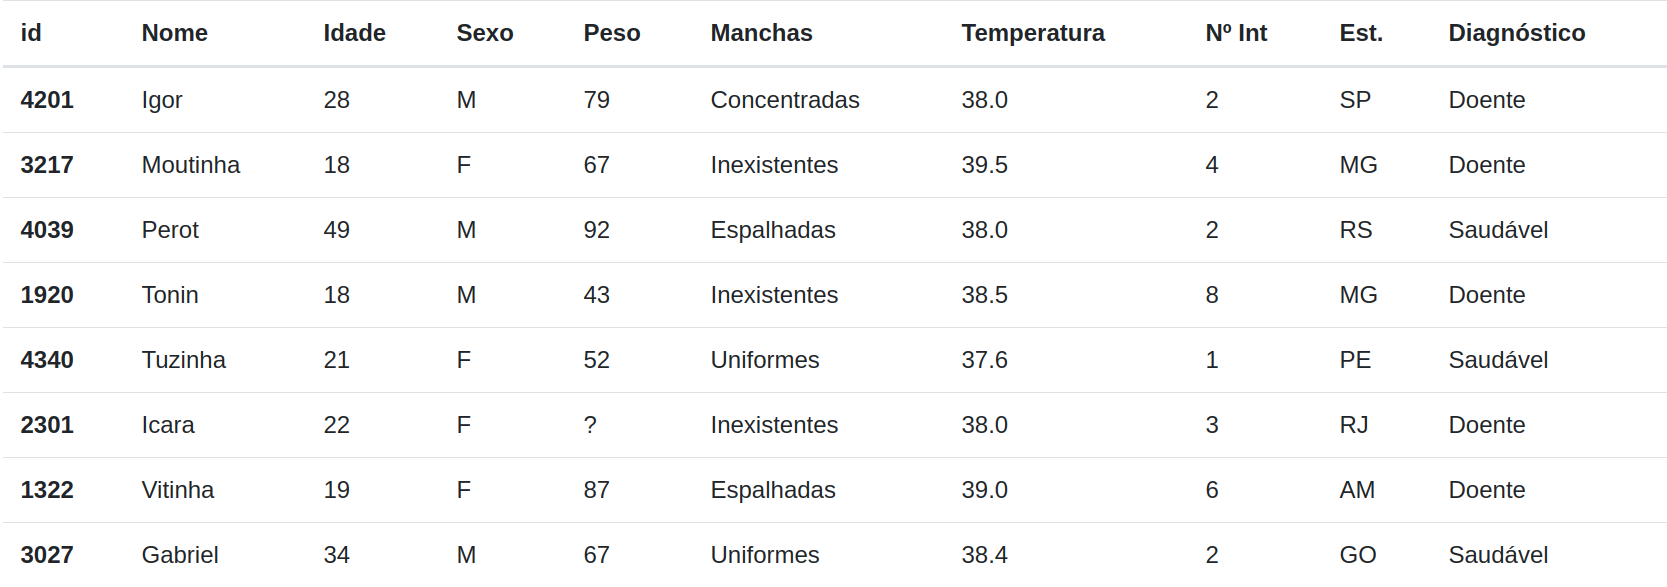 id Nome Idade Sexo Peso Manchas Temperatura Nº Int Est. Diagnóstico
4201 Igor 28 M 79 Concentradas 38.0 2 SP Doente
3217 Moutinha 18 F 67 Inexistentes 39.5 4 MG Doente
4039 Perot 49 M 92 Espalhadas 38.0 2 RS Saudável
1920 Tonin 18 M 43 Inexistentes 38.5 8 MG Doente
4340 Tuzinha 21 F 52 Uniformes 37.6 1 PE Saudável
2301 Icara 22 F ? Inexistentes 38.0 3 RJ Doente
1322 Vitinha 19 F 87 Espalhadas 39.0 6 AM Doente
3027 Gabriel 34 M 67 Uniformes 38.4 2 GO Saudável